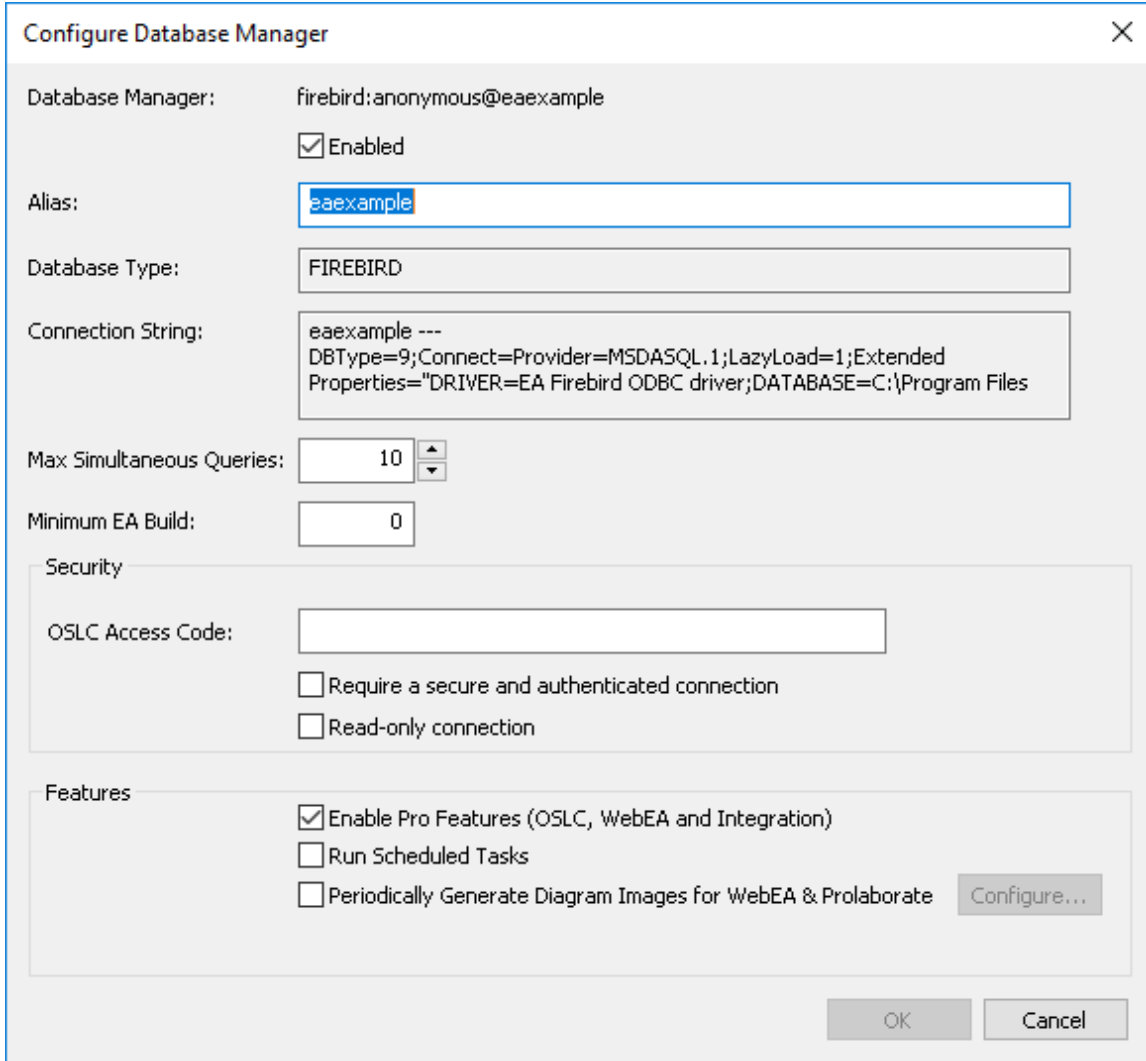 Configure Database Manager
Database Manager: firebird:anonymous@eaexample
Enabled
Alias: eaexample
Database Type: FIREBIRD
Connection String: eaexample ---
DBType=9;Connect=Provider=MSDASQL.1;LazyLoad=1;Extended
Properties="DRIVER=EA Firebird ODBC driver;DATABASE=C:\Program Files
Max Simultaneous Queries: 10
Minimum EA Build: 0
Security
OSLC Access Code:
Require a secure and authenticated connection
Read-only connection
Features
Enable Pro Features (OSLC, WebEA and Integration)
Run Scheduled Tasks
Periodically Generate Diagram Images for WebEA & Prolaborate Configure...
OK Cancel